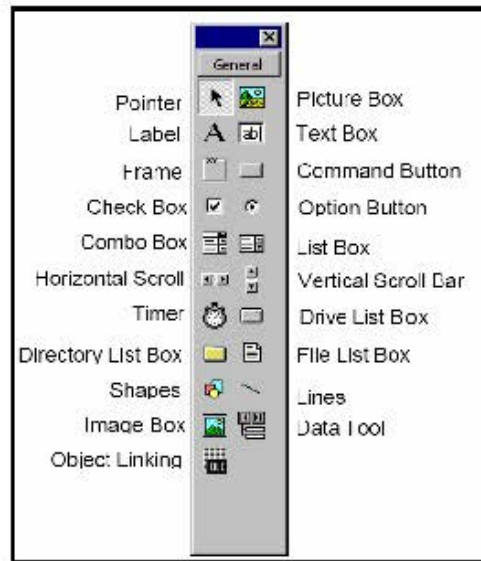 General
Pointer
Picture Box
Label
A
ab|
Text Box
Frame
xv
Command Button
Check Box
Option Button
Combo Box
List Box
Horizontal Scroll
Vertical Scroll Bar
Timer
Drive List Box
Directory List Box
File List Box
Shapes
Lines
Image Box
Data Tool
Object Linking